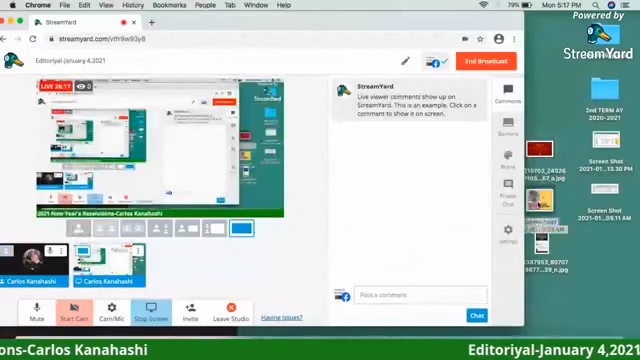 Chrome File Edit View History Bookmarks People Tab Window Help 79% Mon 5:17 PM
Powered by
StreamYard
StreamYard
streamyard.com/vtfr9w93y8
Editoriyal-January 4,2021
End Broadcast
LIVE 26:17 0
StreamYard
Live viewer comments show up on
StreamYard. This is an example. Click on a
comment to show it on screen.
Comments
Banners
Brand
Private
Chat
Settings
2nd TERM AY
2020-2021
Screen Shot
2021-01...13.30 PM
Screen Shot
2021-01...09.11 AM
2021-New Year's Resolutions-Carlos Kanahashi
Carlos Kanahashi
Carlos Kanahashi
Post a comment
Chat
Mute
Start Cam
Cam/Mic
Stop Screen
Invite
Leave Studio
Having issues?
ons-Carlos Kanahashi
Editoriyal-January 4,2021